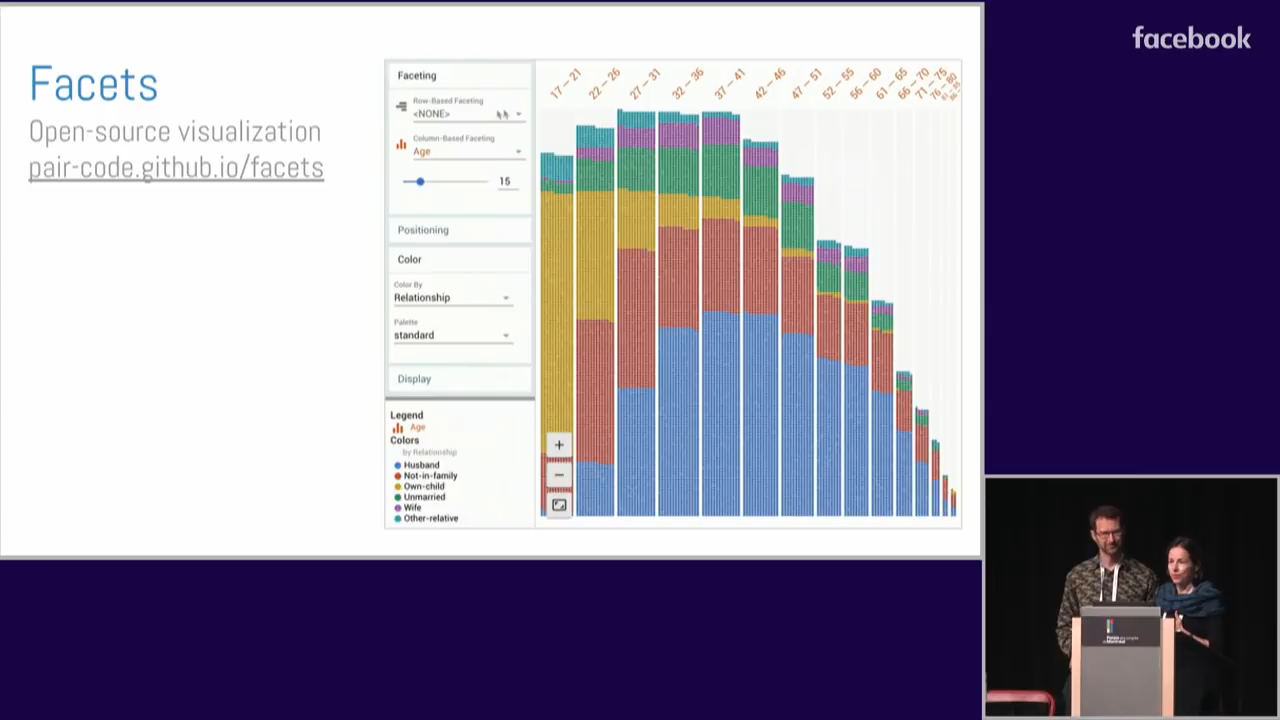 facebook
Facets
Open-source visualization
pair-code.github.io/facets
Faceting
Row-Based Faceting
<NONE>
Column-Based Faceting
Age
15
Positioning
Color
Color By
Relationship
Palette
standard
Display
Legend
Age
Colors
by Relationship
Husband
Not-in-family
Own-child
Unmarried
Wife
Other-relative
17 – 21
22 – 26
27 – 31
32 – 36
37 – 41
42 – 46
47 – 51
52 – 55
56 – 60
61 – 65
66 – 70
71 – 75
76 – 80